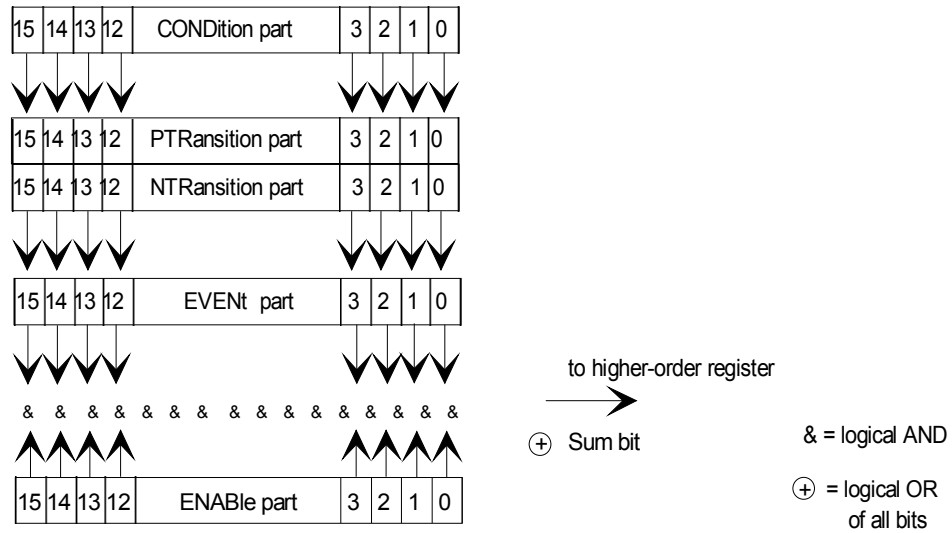 15 14 13 12 CONDition part 3 2 1 0
15 14 13 12 PTRansition part 3 2 1 0
15 14 13 12 NTRansition part 3 2 1 0
15 14 13 12 EVENt part 3 2 1 0
to higher-order register
& & & & & & & & & & & & & & & &
+ Sum bit
& = logical AND
15 14 13 12 ENABle part 3 2 1 0
+ = logical OR
of all bits